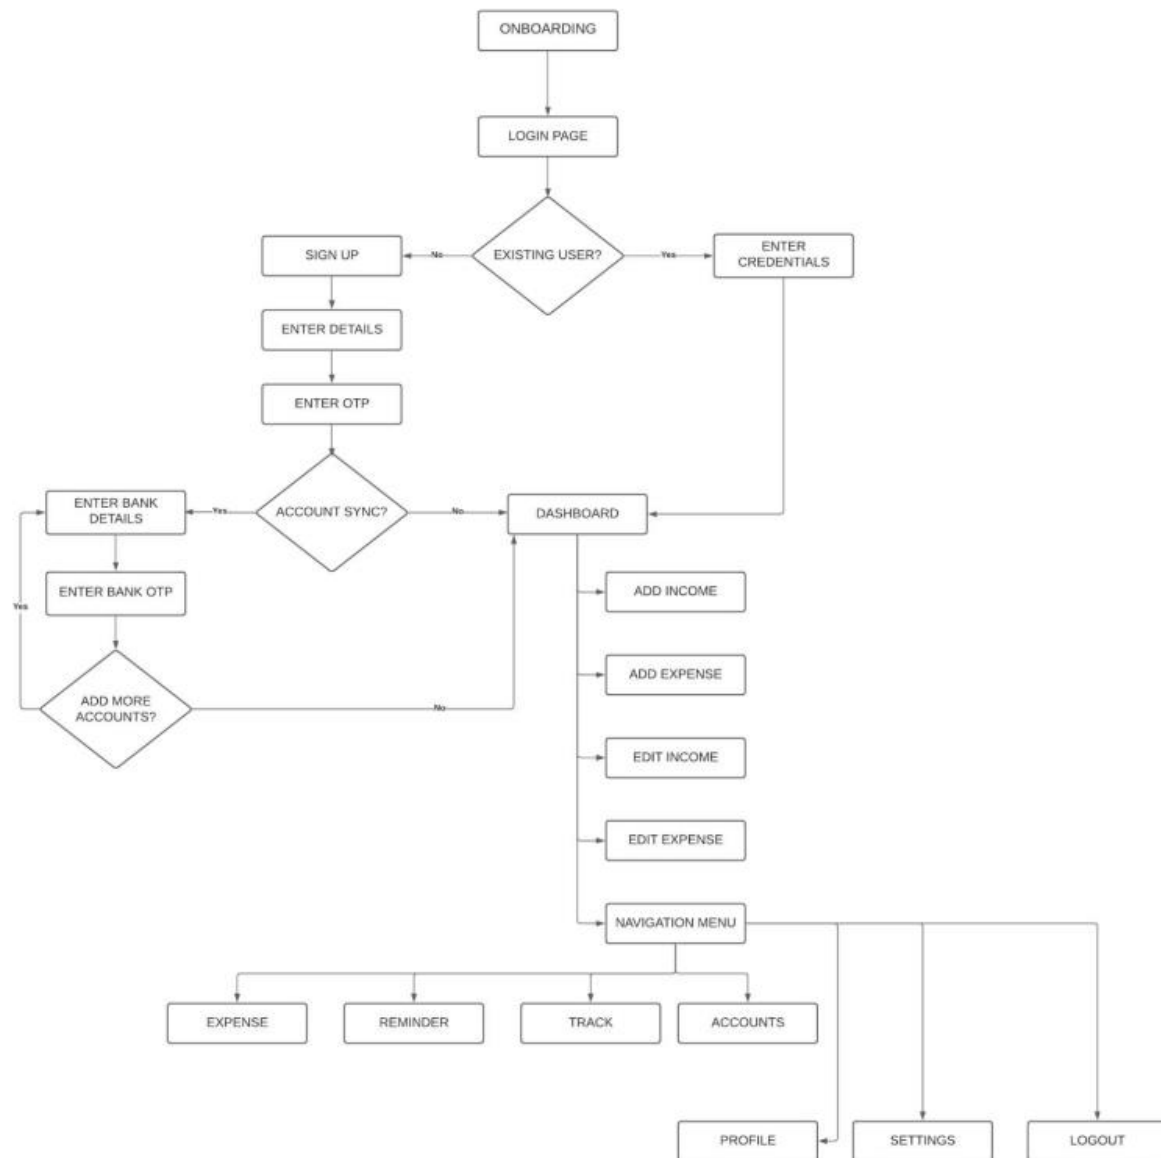 ONBOARDING
LOGIN PAGE
EXISTING USER?
No
Yes
SIGN UP
ENTER
CREDENTIALS
ENTER DETAILS
ENTER OTP
ACCOUNT SYNC?
Yes
No
ENTER BANK
DETAILS
DASHBOARD
ENTER BANK OTP
Yes
ADD MORE
ACCOUNTS?
No
ADD INCOME
ADD EXPENSE
EDIT INCOME
EDIT EXPENSE
NAVIGATION MENU
EXPENSE
REMINDER
TRACK
ACCOUNTS
PROFILE
SETTINGS
LOGOUT